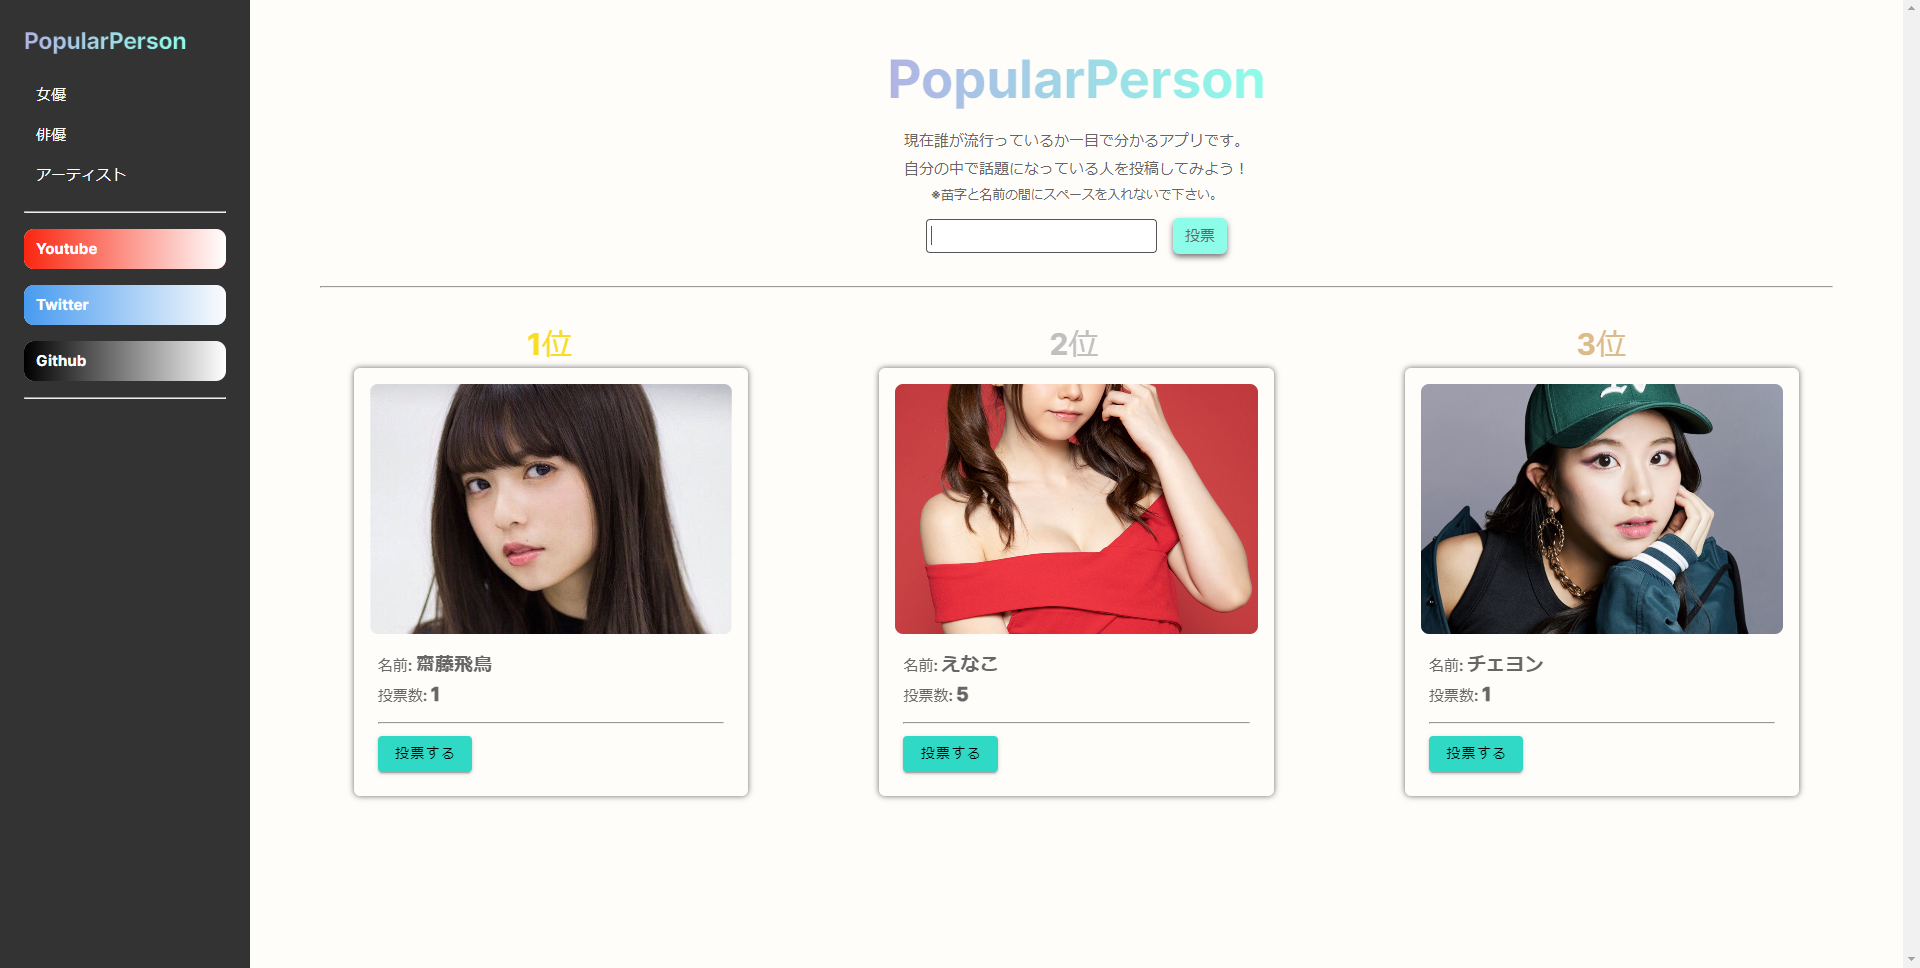 PopularPerson
女優
俳優
アーティスト
Youtube
Twitter
Github
PopularPerson
現在誰が流行っているか一目で分かるアプリです。
自分の中で話題になっている人を投稿してみよう！
※苗字と名前の間にスペースを入れないで下さい。
投票
1位
名前: 齋藤飛鳥
投票数: 1
投票する
2位
名前: えなこ
投票数: 5
投票する
3位
名前: チェヨン
投票数: 1
投票する